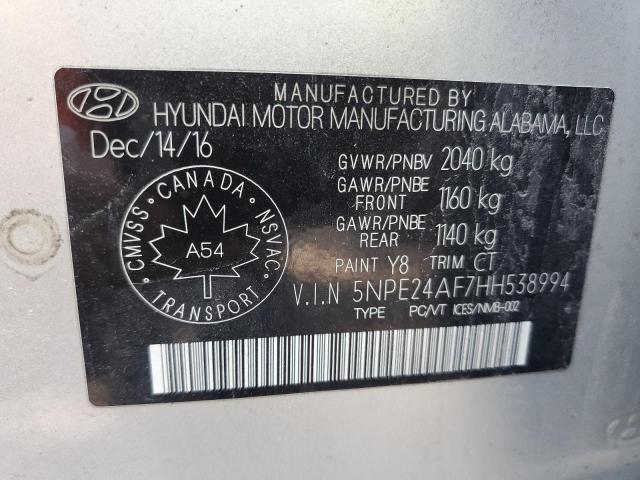 MANUFACTURED BY
HYUNDAI MOTOR MANUFACTURING ALABAMA, LLC
Dec/14/16
GVWR/PNBV 2040 kg
GAWR/PNBE
FRONT 1160 kg
GAWR/PNBE
REAR 1140 kg
PAINT Y8 TRIM CT
CMVSS • CANADA • NSVAC
A54
TRANSPORT
V.I.N 5NPE24AF7HH538994
TYPE PC/VT ICES/NMB-002